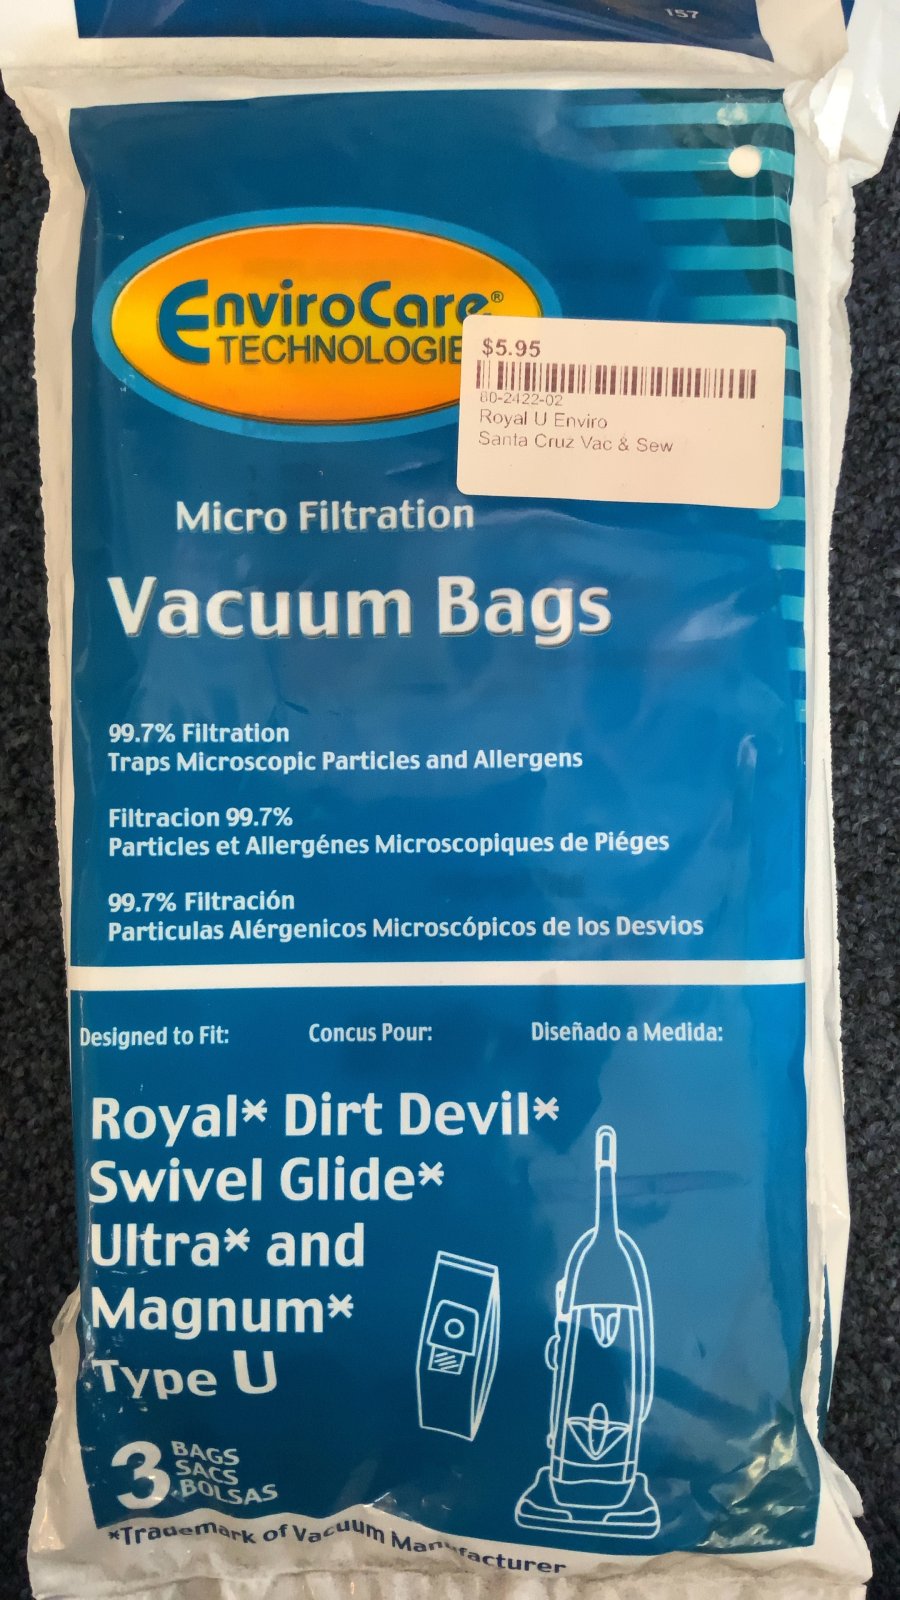 157
EnviroCare®
TECHNOLOGIE
$5.95
80-2422-02
Royal U Enviro
Santa Cruz Vac & Sew
Micro Filtration
Vacuum Bags
99.7% Filtration
Traps Microscopic Particles and Allergens
Filtracion 99.7%
Particles et Allergénes Microscopiques de Piéges
99.7% Filtración
Particulas Alérgenicos Microscópicos de los Desvios
Designed to Fit: Concus Pour: Diseñado a Medida:
Royal* Dirt Devil*
Swivel Glide*
Ultra* and
Magnum*
Type U
3 BAGS
SACS
BOLSAS
*Trademark of Vacuum Manufacturer